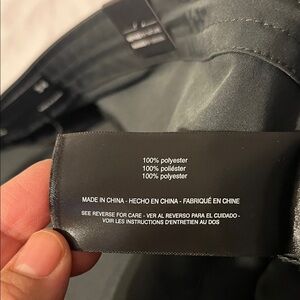 100% polyester
100% poliéster
100% polyester
MADE IN CHINA - HECHO EN CHINA - FABRIQUÉ EN CHINE
SEE REVERSE FOR CARE - VER AL REVERSO PARA EL CUIDADO -
VOIR LES INSTRUCTIONS D'ENTRETIEN AU DOS